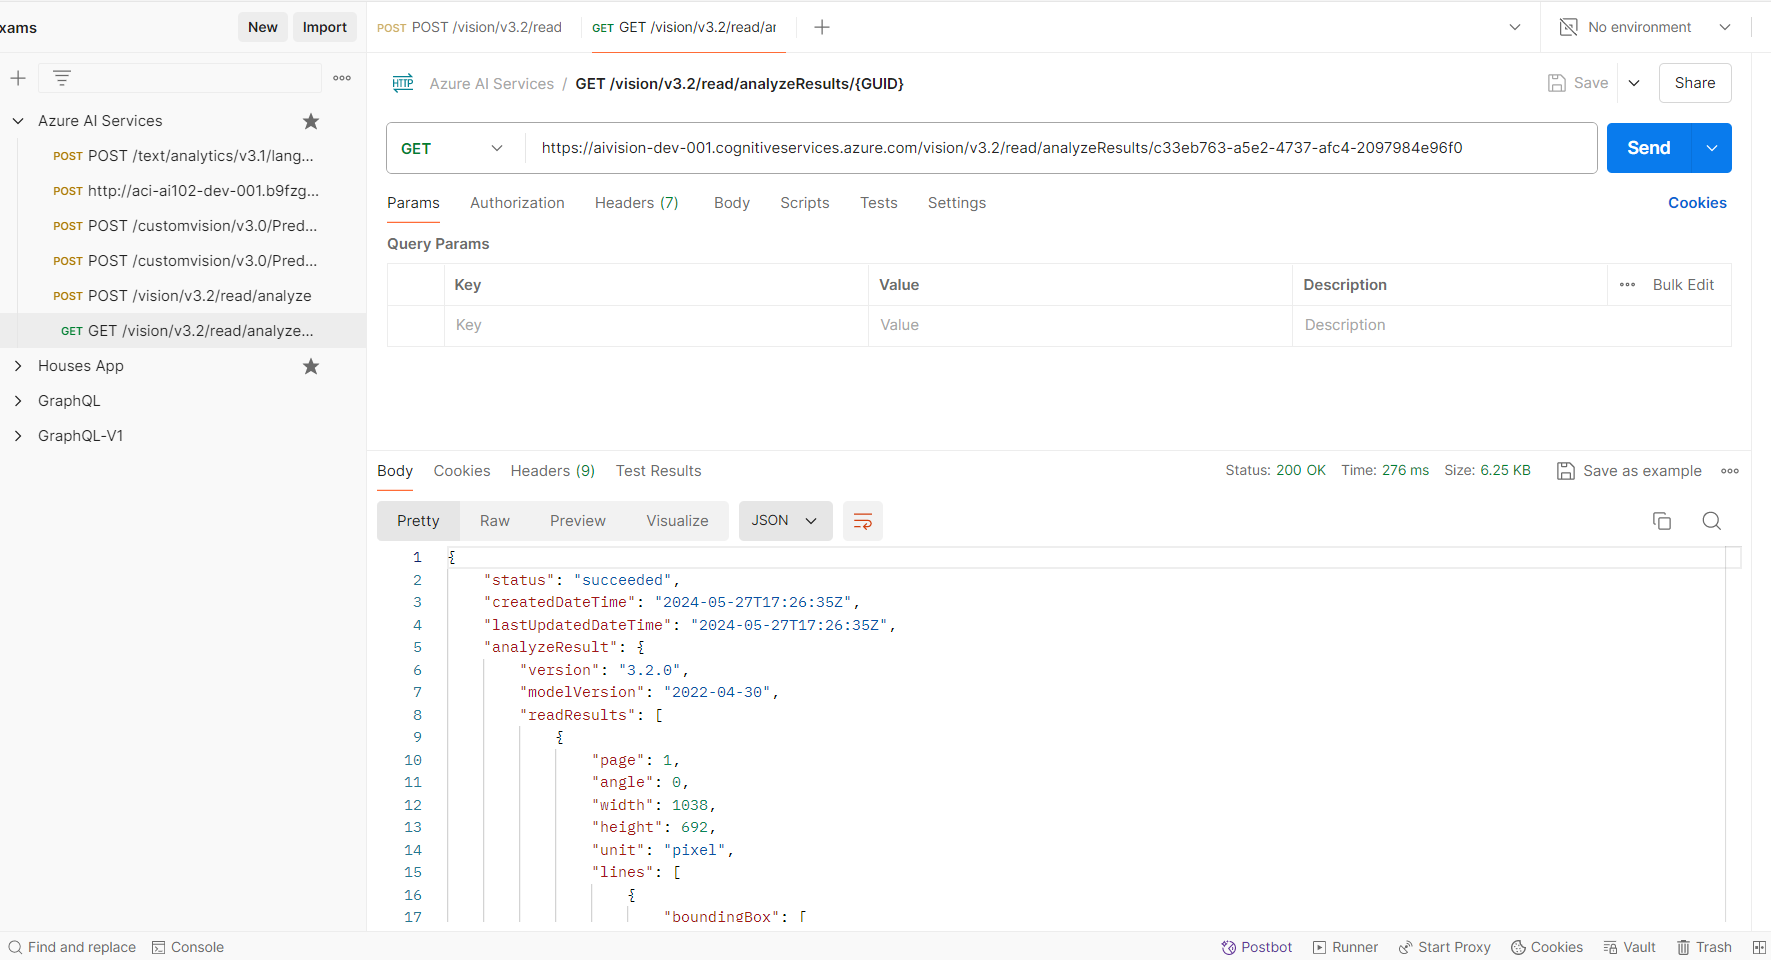 xams
New
Import
POST POST /vision/v3.2/read
GET GET /vision/v3.2/read/ar
No environment
Azure AI Services / GET /vision/v3.2/read/analyzeResults/{GUID}
Save
Share
Azure AI Services
POST POST /text/analytics/v3.1/lang...
POST http://aci-ai102-dev-001.b9fzg...
POST POST /customvision/v3.0/Pred...
POST POST /customvision/v3.0/Pred...
POST POST /vision/v3.2/read/analyze
GET GET /vision/v3.2/read/analyze...
Houses App
GraphQL
GraphQL-V1
GET
https://aivision-dev-001.cognitiveservices.azure.com/vision/v3.2/read/analyzeResults/c33eb763-a5e2-4737-afc4-2097984e96f0
Send
Params Authorization Headers (7) Body Scripts Tests Settings Cookies
Query Params
Key Value Description Bulk Edit
Key Value Description
Body Cookies Headers (9) Test Results
Status: 200 OK Time: 276 ms Size: 6.25 KB Save as example
Pretty Raw Preview Visualize JSON
1 {
2 "status": "succeeded",
3 "createdDateTime": "2024-05-27T17:26:35Z",
4 "lastUpdatedDateTime": "2024-05-27T17:26:35Z",
5 "analyzeResult": {
6 "version": "3.2.0",
7 "modelVersion": "2022-04-30",
8 "readResults": [
9 {
10 "page": 1,
11 "angle": 0,
12 "width": 1038,
13 "height": 692,
14 "unit": "pixel",
15 "lines": [
16 {
17 "boundingBox": [
Find and replace Console Postbot Runner Start Proxy Cookies Vault Trash